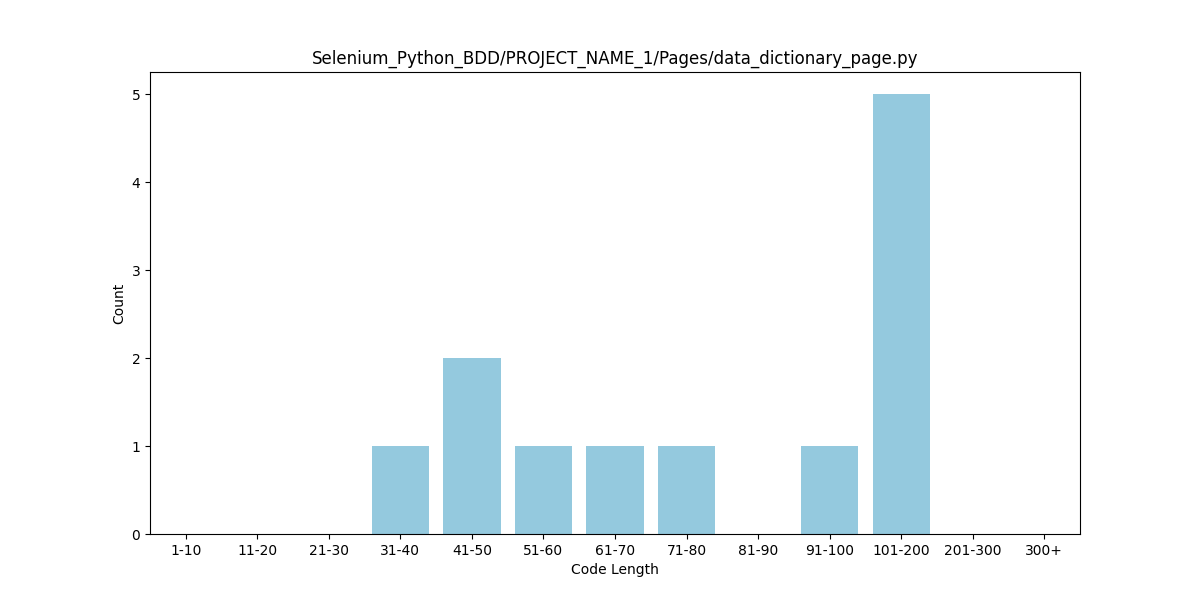 Selenium_Python_BDD/PROJECT_NAME_1/Pages/data_dictionary_page.py
5
4
3
2
1
0
Count
1-10 11-20 21-30 31-40 41-50 51-60 61-70 71-80 81-90 91-100 101-200 201-300 300+
Code Length